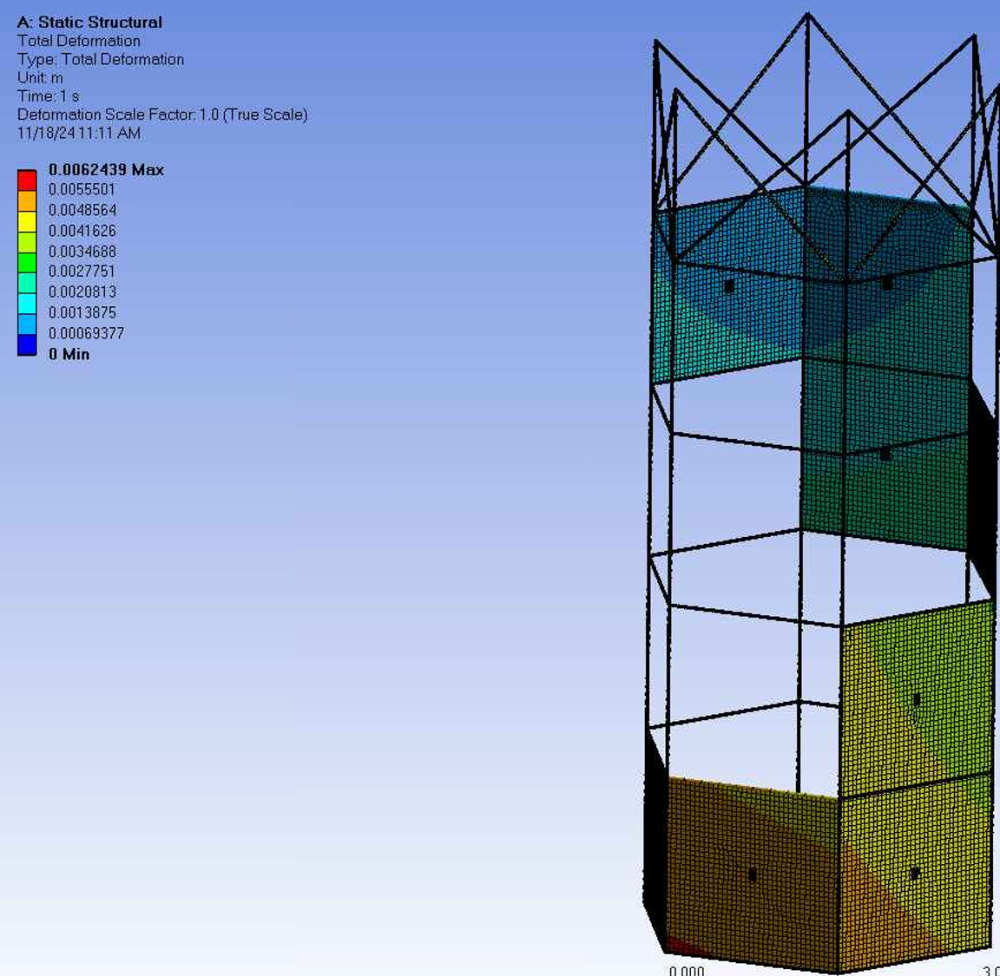 A: Static Structural
Total Deformation
Type: Total Deformation
Unit: m
Time: 1 s
Deformation Scale Factor: 1.0 (True Scale)
11/18/24 11:11 AM
0.0062439 Max
0.0055501
0.0048564
0.0041626
0.0034688
0.0027751
0.0020813
0.0013875
0.00069377
0 Min
0.000